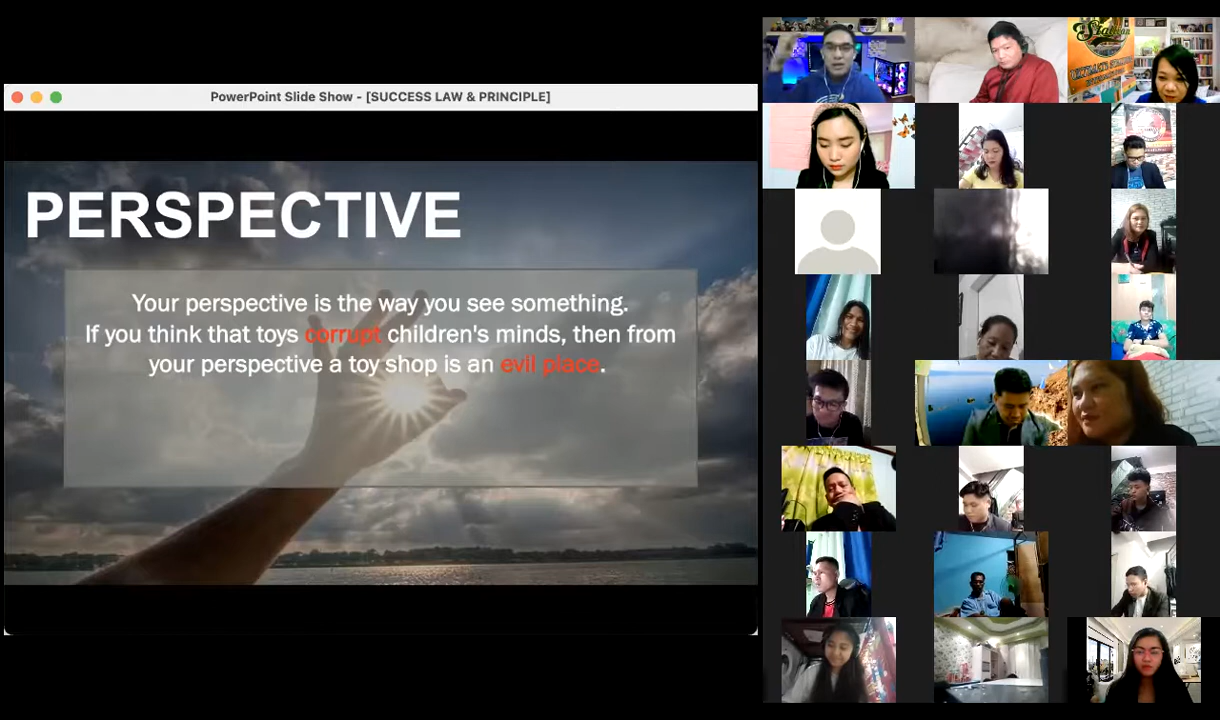 PowerPoint Slide Show - [SUCCESS LAW & PRINCIPLE]
PERSPECTIVE
Your perspective is the way you see something.
If you think that toys corrupt children's minds, then from
your perspective a toy shop is an evil place.